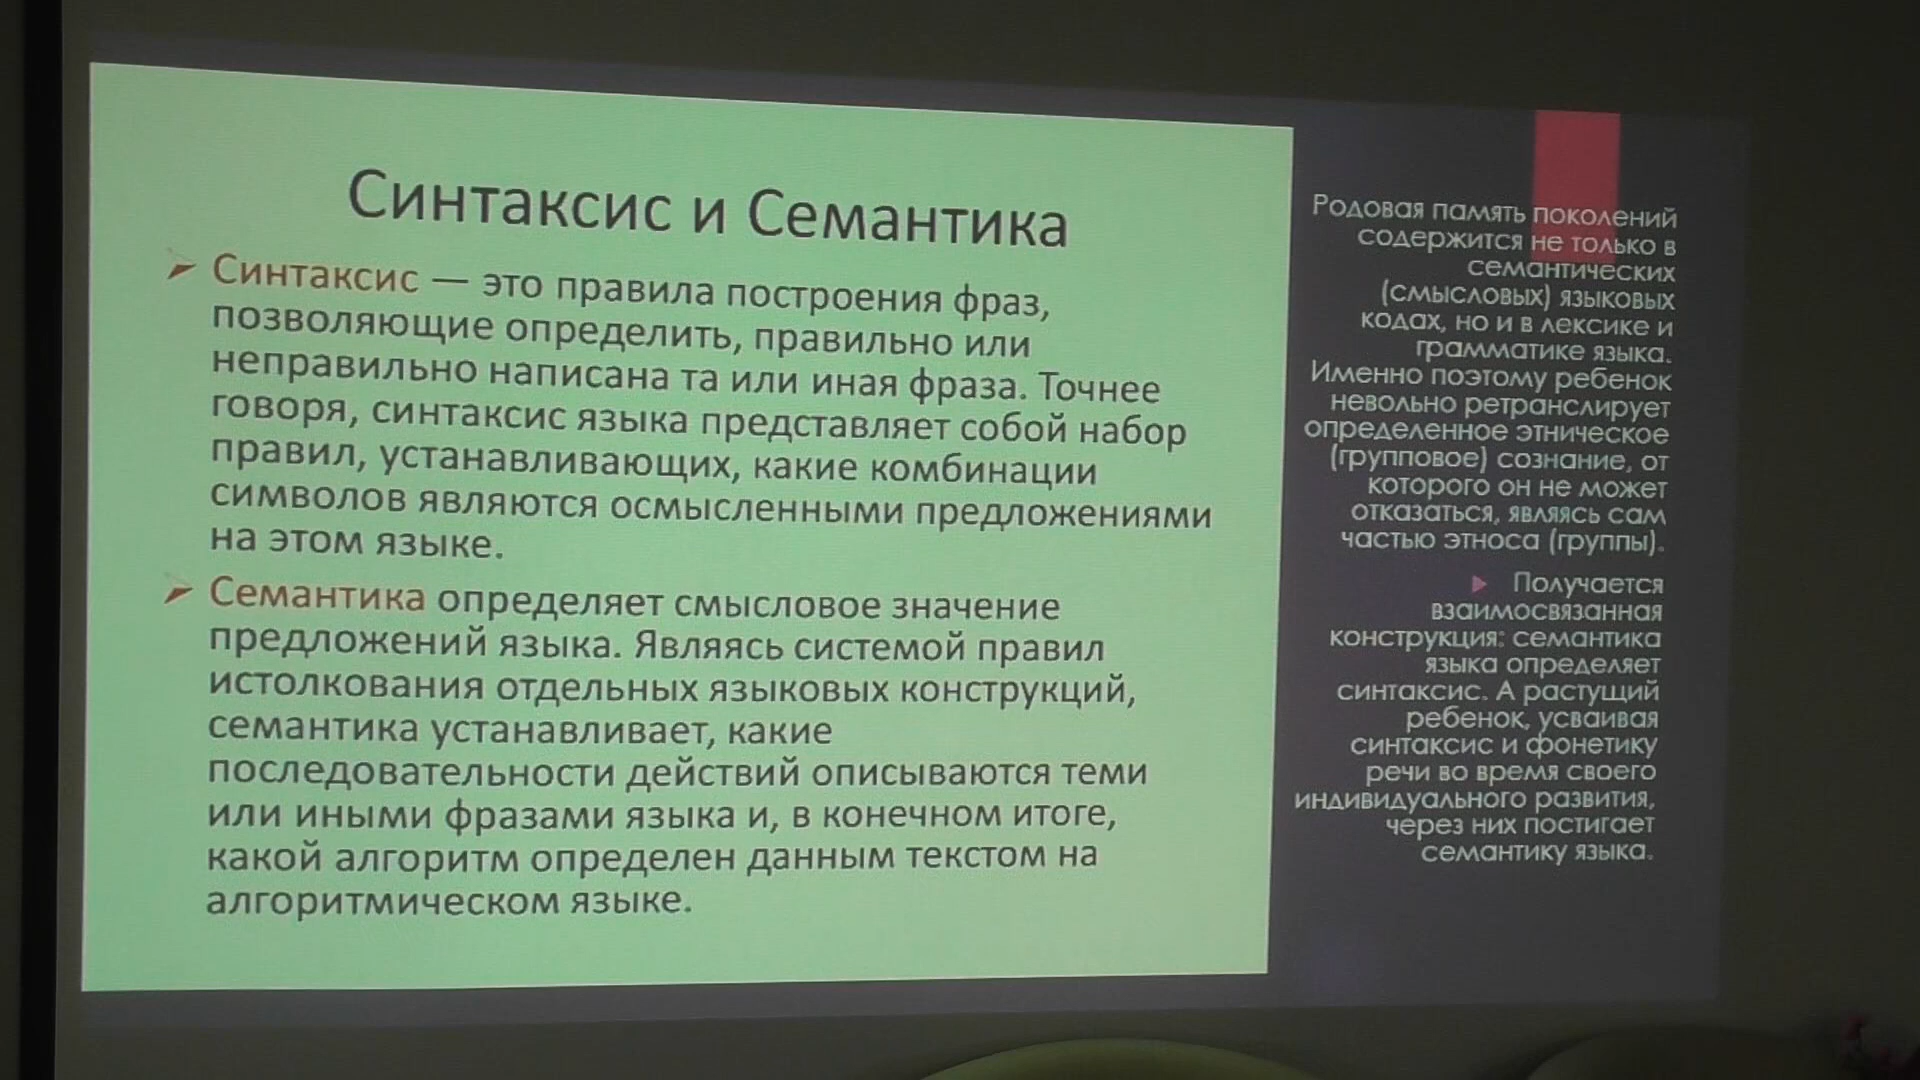 Синтаксис и Семантика
Синтаксис — это правила построения фраз,
позволяющие определить, правильно или
неправильно написана та или иная фраза. Точнее
говоря, синтаксис языка представляет собой набор
правил, устанавливающих, какие комбинации
символов являются осмысленными предложениями
на этом языке.
Семантика определяет смысловое значение
предложений языка. Являясь системой правил
истолкования отдельных языковых конструкций,
семантика устанавливает, какие
последовательности действий описываются теми
или иными фразами языка и, в конечном итоге,
какой алгоритм определен данным текстом на
алгоритмическом языке.
Родовая память поколений
содержится не только в
семантических
(смысловых) языковых
кодах, но и в лексике и
грамматике языка.
Именно поэтому ребенок
невольно ретранслирует
определенное этническое
(групповое) сознание, от
которого он не может
отказаться, являясь сам
частью этноса (группы).
Получается
взаимосвязанная
конструкция: семантика
языка определяет
синтаксис. А растущий
ребенок, усваивая
синтаксис и фонетику
речи во время своего
индивидуального развития,
через них постигает
семантику языка.